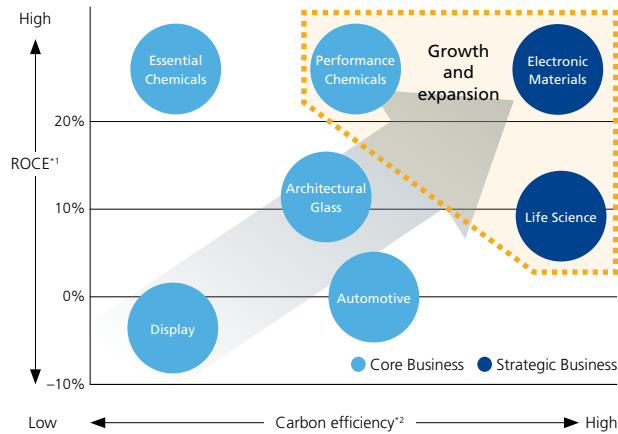 High
Essential
Chemicals
Performance
Chemicals
Growth
and
expansion
Electronic
Materials
20%
ROCE*1
Architectural
Glass
10%
Life Science
0%
Automotive
Display
Core Business
Strategic Business
–10%
Low
Carbon efficiency*2
High